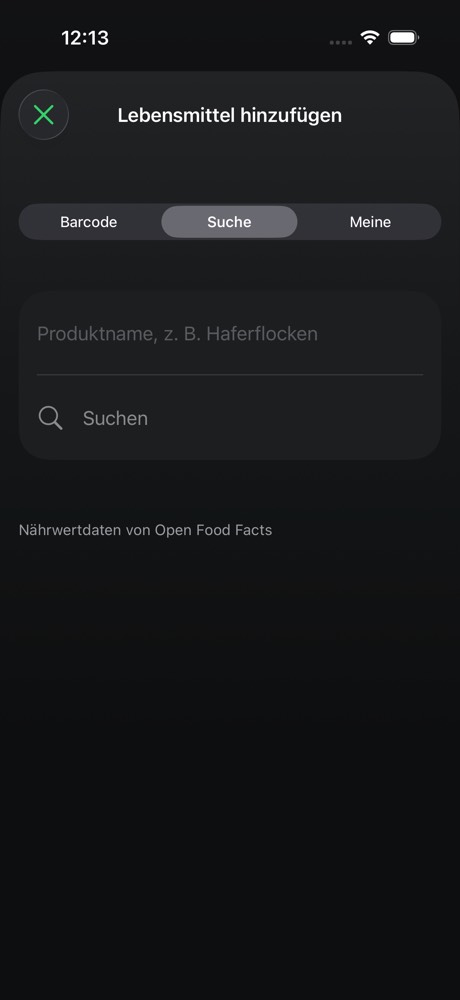 12:13
Lebensmittel hinzufügen
Barcode
Suche
Meine
Produktname, z. B. Haferflocken
Suchen
Nährwertdaten von Open Food Facts